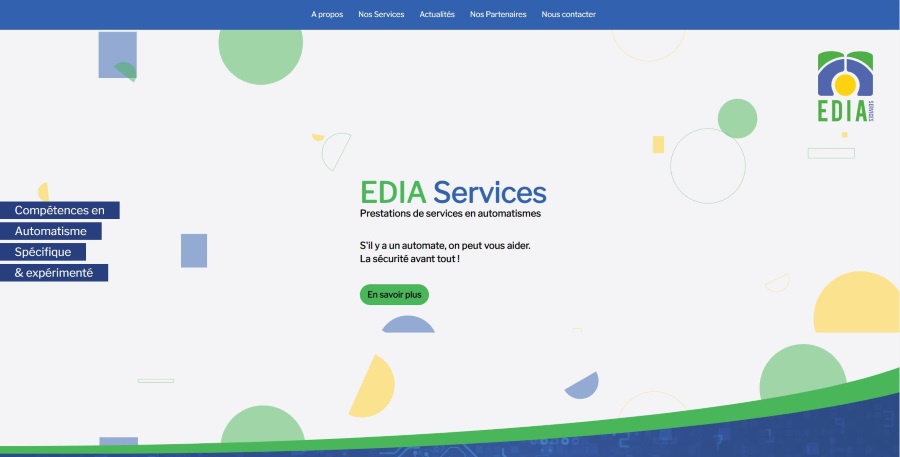 A propos
Nos Services
Actualités
Nos Partenaires
Nous contacter
EDIA
SERVICES
Compétences en
Automatisme
Spécifique
& expérimenté
EDIA Services
Prestations de services en automatismes
S'il y a un automate, on peut vous aider.
La sécurité avant tout !
En savoir plus